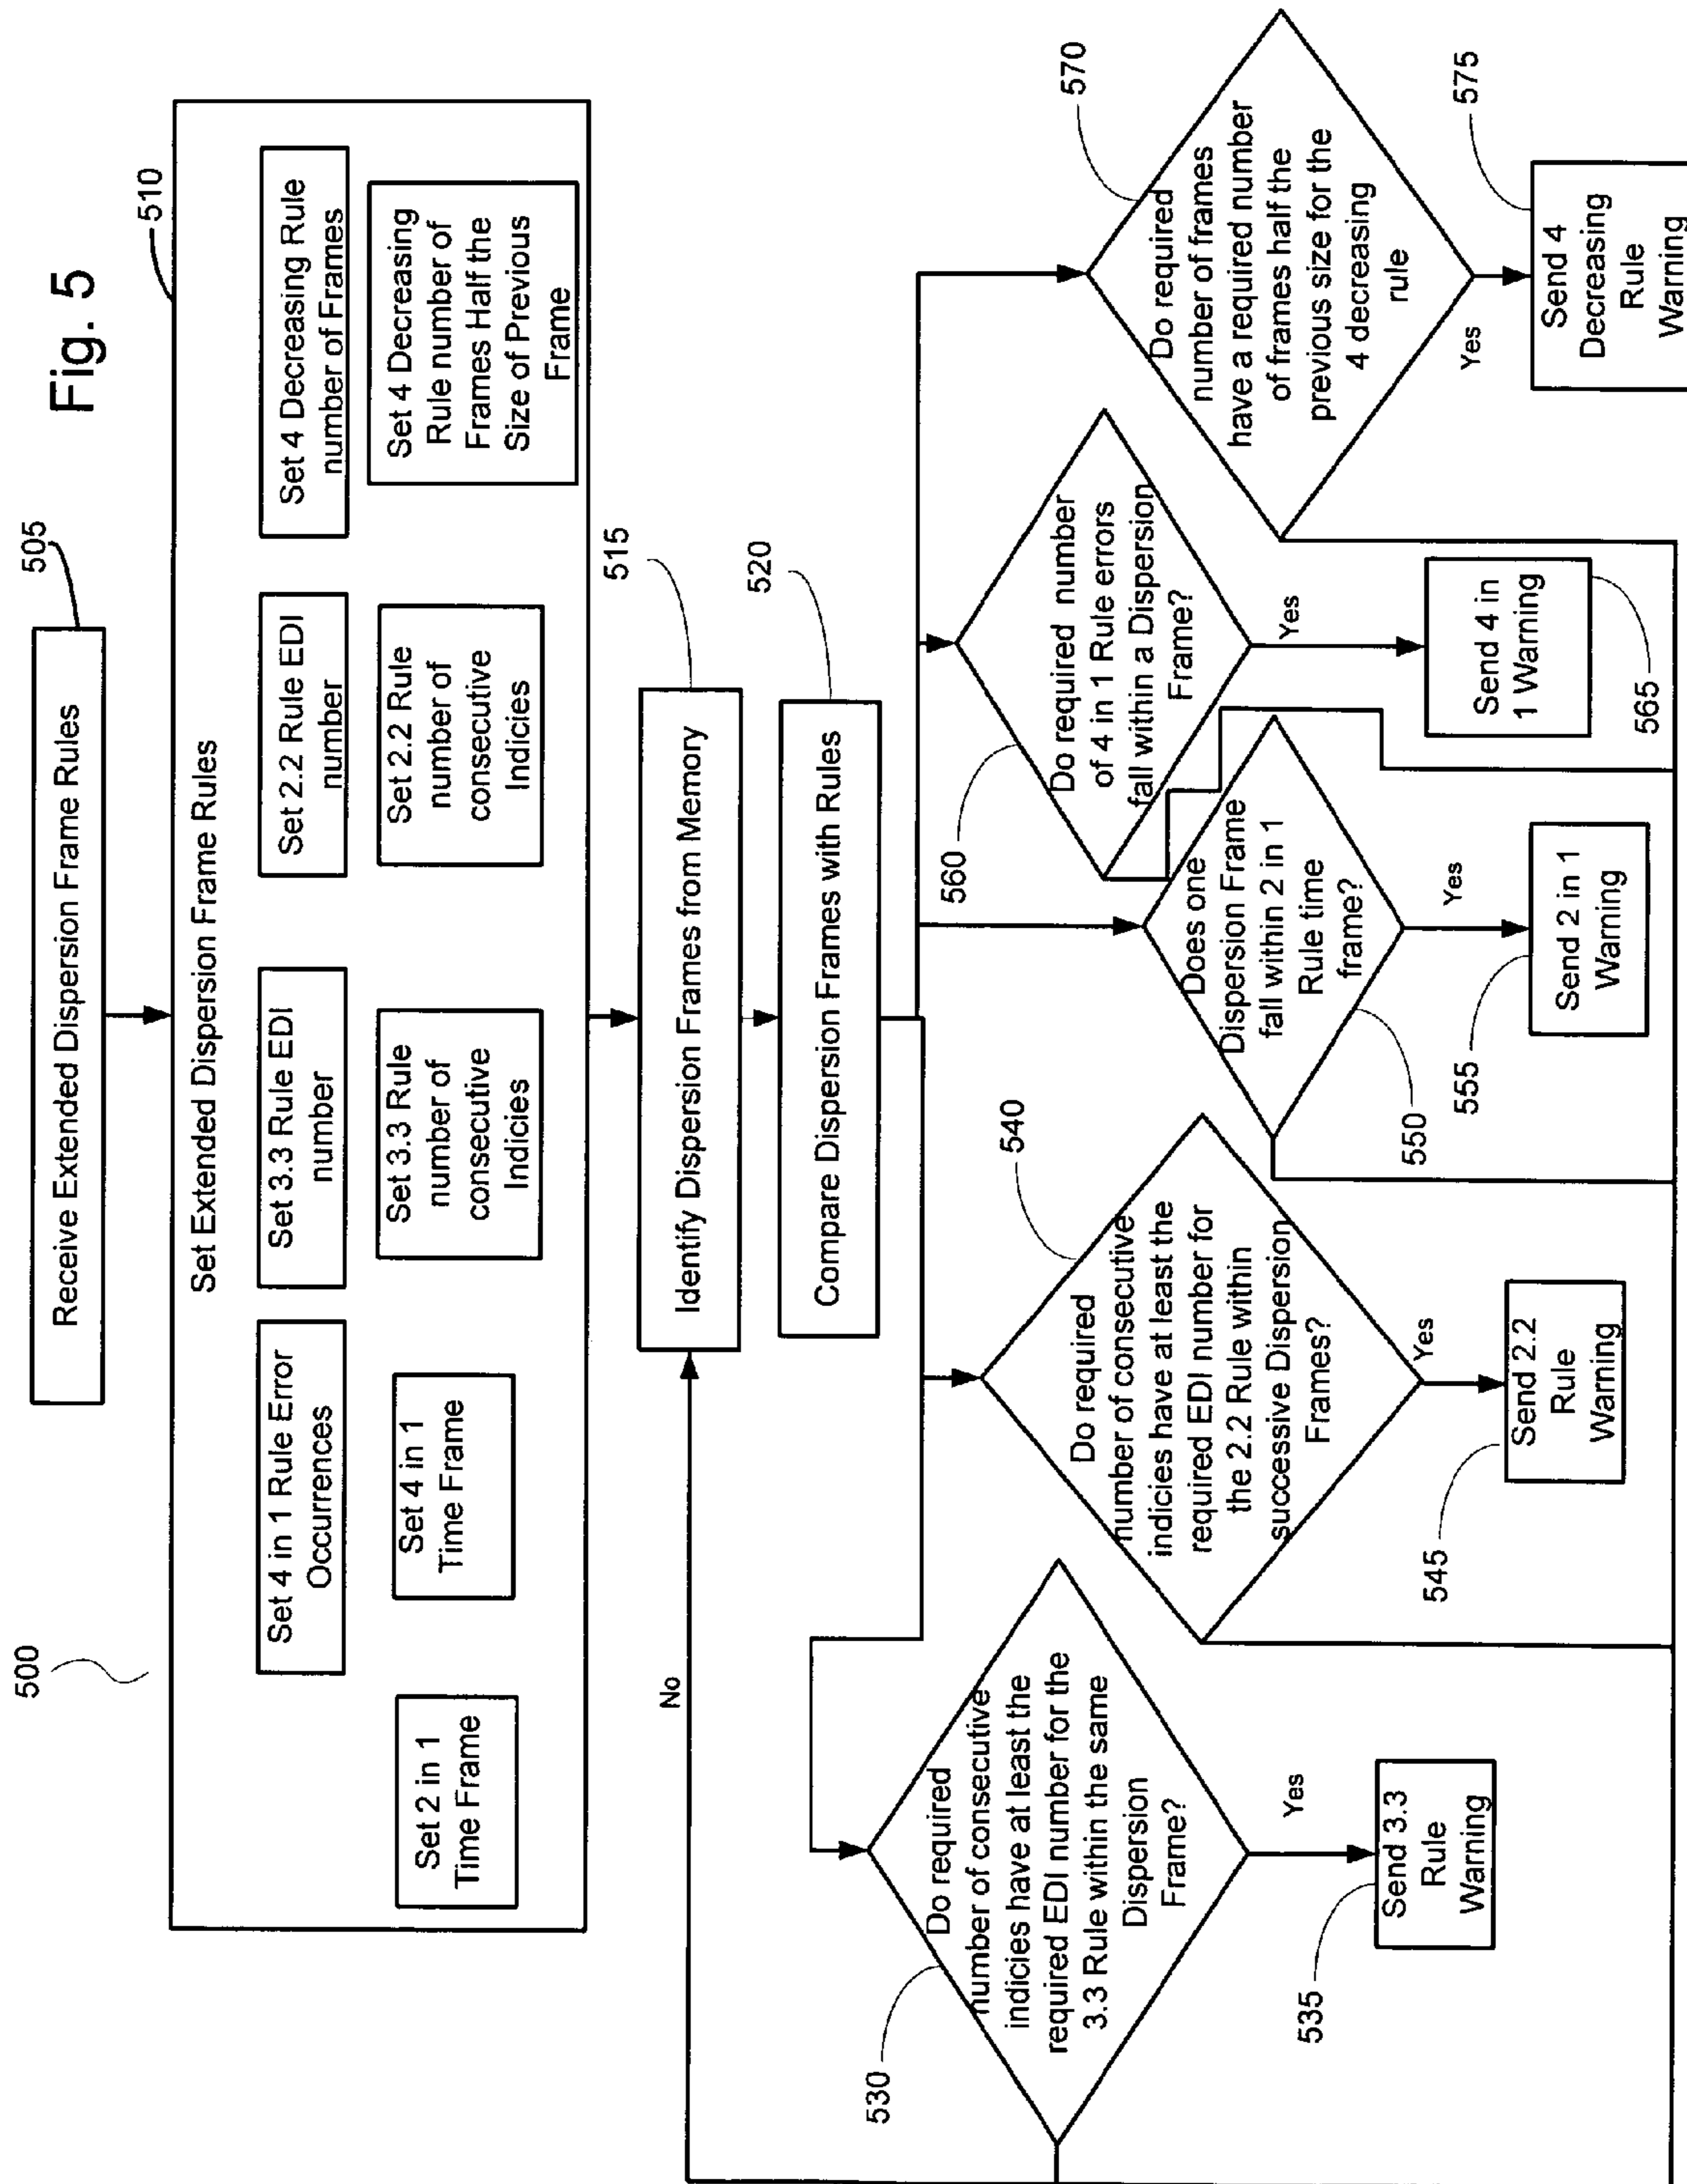 Fig. 5
500
505
Receive Extended Dispersion Frame Rules
510
Set Extended Dispersion Frame Rules
Set 2 in 1
Time Frame
Set 4 in 1 Rule Error
Occurrences
Set 4 in 1
Time Frame
Set 3.3 Rule EDI
number
Set 3.3 Rule
number of
consecutive
Indicies
Set 2.2 Rule EDI
number
Set 2.2 Rule
number of
consecutive
Indicies
Set 4 Decreasing Rule
number of Frames
Set 4 Decreasing
Rule number of
Frames Half the
Size of Previous
Frame
515
Identify Dispersion Frames from Memory
No
520
Compare Dispersion Frames with Rules
530
Do required
number of consecutive
indicies have at least the
required EDI number for the
3.3 Rule within the same
Dispersion
Frame?
Yes
535
Send 3.3
Rule
Warning
540
Do required
number of consecutive
indicies have at least the
required EDI number for
the 2.2 Rule within
successive Dispersion
Frames?
Yes
545
Send 2.2
Rule
Warning
550
Does one
Dispersion Frame
fall within 2 in 1
Rule time
frame?
Yes
555
Send 2 in 1
Warning
560
Do required number
of 4 in 1 Rule errors
fall within a Dispersion
Frame?
Yes
Send 4 in
1 Warning
565
570
Do required
number of frames
have a required number
of frames half the
previous size for the
4 decreasing
rule
Yes
575
Send 4
Decreasing
Rule
Warning